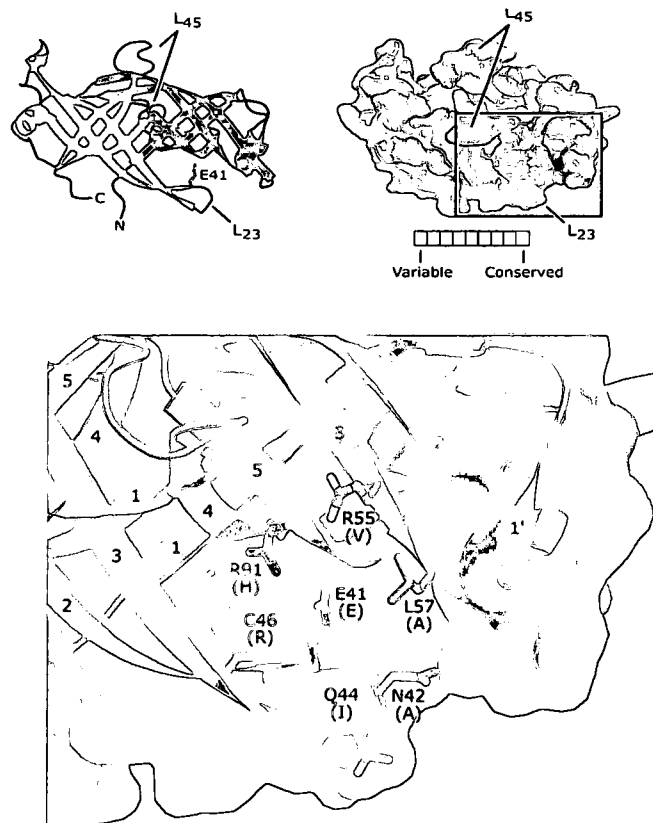 L45
L45
E41
C
N
L23
L23
Variable Conserved
5
4
3
5
1
4
R55
(V)
3
1
1'
R91
(H)
E41
(E)
L57
(A)
2
C46
(R)
Q44
(I)
N42
(A)